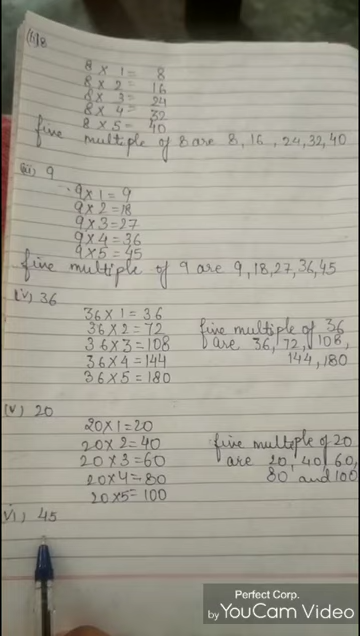 (ii) 8
8 × 1 = 8
8 × 2 = 16
8 × 3 = 24
8 × 4 = 32
8 × 5 = 40
five multiple of 8 are 8, 16, 24, 32, 40
(iii) 9
9 × 1 = 9
9 × 2 = 18
9 × 3 = 27
9 × 4 = 36
9 × 5 = 45
five multiple of 9 are 9, 18, 27, 36, 45
(iv) 36
36 × 1 = 36
36 × 2 = 72
36 × 3 = 108
36 × 4 = 144
36 × 5 = 180
five multiple of 36
are 36, 72, 108,
144, 180
(v) 20
20 × 1 = 20
20 × 2 = 40
20 × 3 = 60
20 × 4 = 80
20 × 5 = 100
five multiple of 20
are 20, 40, 60,
80 and 100
vi) 45
Perfect Corp.
by YouCam Video